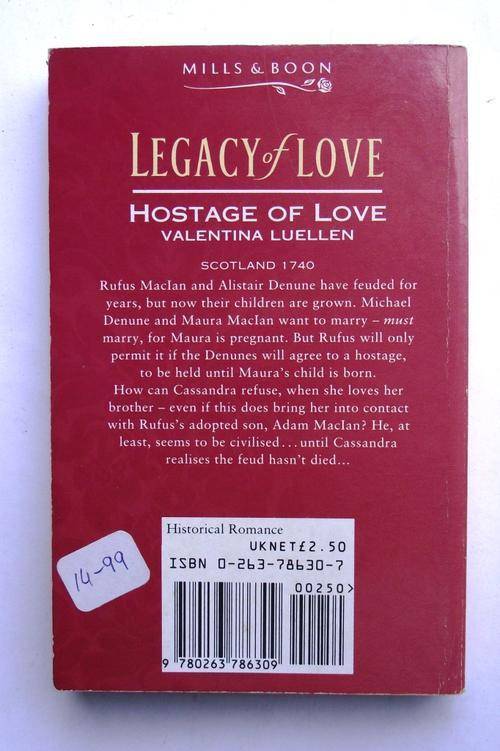 MILLS & BOON
LEGACY of LOVE
HOSTAGE OF LOVE
VALENTINA LUELLEN
SCOTLAND 1740
Rufus MacIan and Alistair Denune have feuded for
years, but now their children are grown. Michael
Denune and Maura MacIan want to marry – must
marry, for Maura is pregnant. But Rufus will only
permit it if the Denunes will agree to a hostage,
to be held until Maura's child is born.
How can Cassandra refuse, when she loves her
brother – even if this does bring her into contact
with Rufus's adopted son, Adam MacIan? He, at
least, seems to be civilised...until Cassandra
realises the feud hasn't died...
Historical Romance
UKNET£2.50
ISBN 0-263-78630-7
00250>
9 780263 786309
14-99